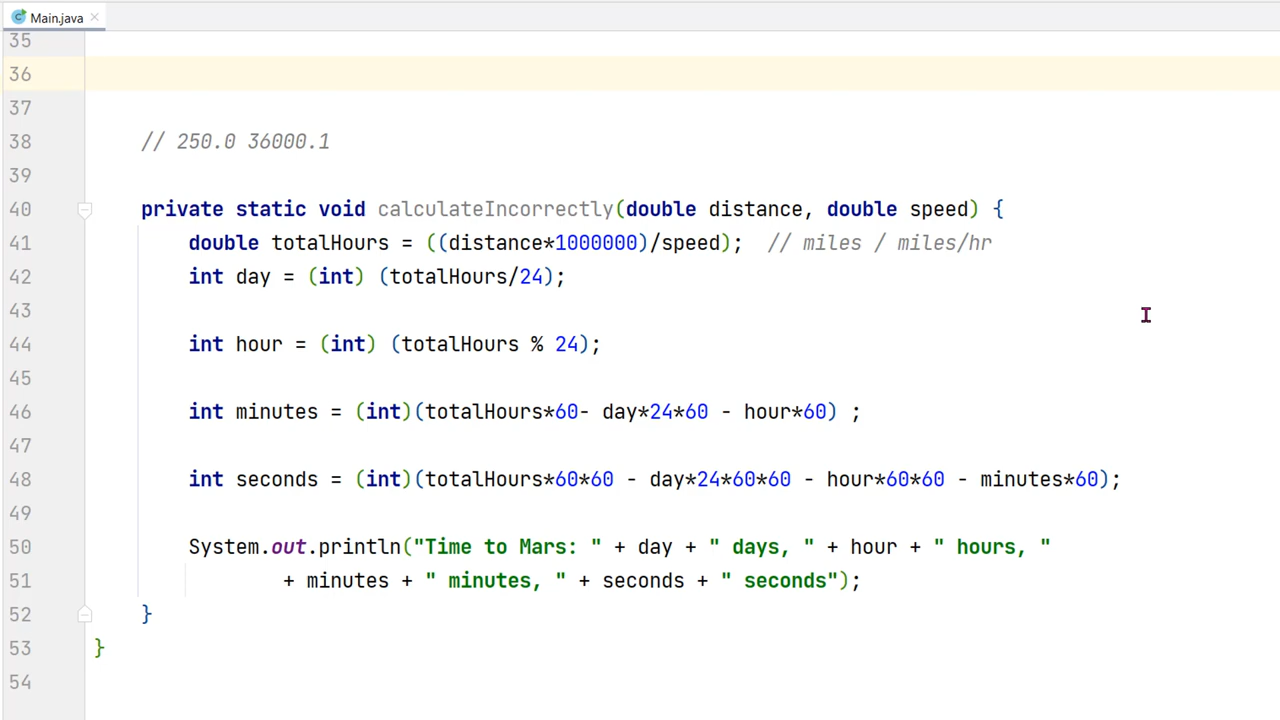 Main.java
35
36
37
38 // 250.0 36000.1
39
40 private static void calculateIncorrectly(double distance, double speed) {
41 double totalHours = ((distance*1000000)/speed); // miles / miles/hr
42 int day = (int) (totalHours/24);
43
44 int hour = (int) (totalHours % 24);
45
46 int minutes = (int)(totalHours*60- day*24*60 - hour*60) ;
47
48 int seconds = (int)(totalHours*60*60 - day*24*60*60 - hour*60*60 - minutes*60);
49
50 System.out.println("Time to Mars: " + day + " days, " + hour + " hours, "
51 + minutes + " minutes, " + seconds + " seconds");
52 }
53 }
54